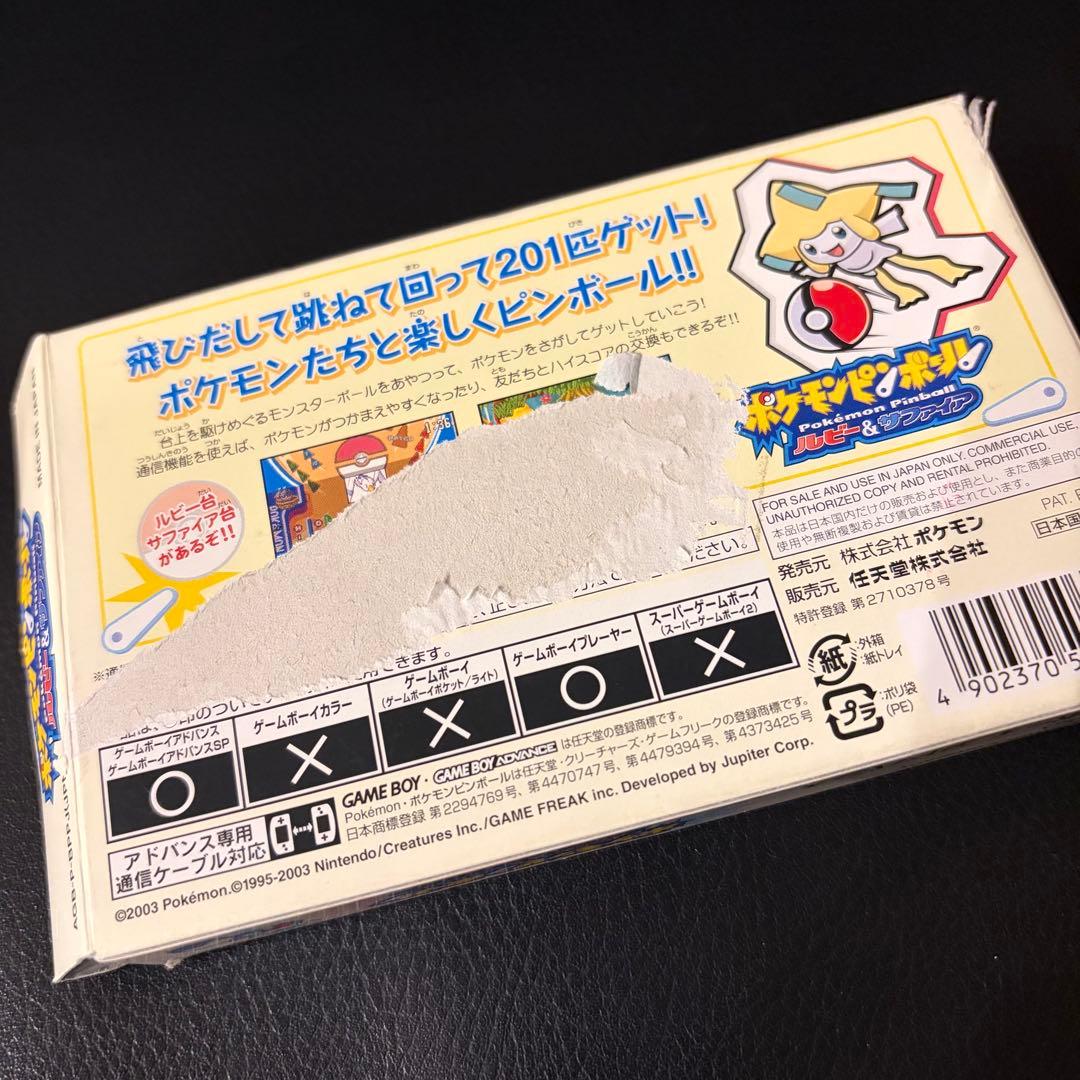 飛びだして跳ねて回って201匹ゲット!
ポケモンたちと楽しくピンボール!!
台上を駆けめぐるモンスターボールをあやつって、ポケモンをさがしてゲットしていこう!
通信機能を使えば、ポケモンがつかまえやすくなったり、友だちとハイスコアの交換もできるぞ!!
ルビー台
サファイア台
があるぞ!!
ポケモンピンボール
Pokémon Pinball
ルビー&サファイア
FOR SALE AND USE IN JAPAN ONLY. COMMERCIAL USE,
UNAUTHORIZED COPY AND RENTAL PROHIBITED.
本品は日本国内だけの販売および使用とし、また商業目的の
使用や無断複製および賃貸は禁止されています。
PAT. P
日本国
発売元 株式会社ポケモン
販売元 任天堂株式会社
特許登録 第2710378号
ださい。
きます。
ゲームボーイアドバンス
ゲームボーイアドバンスSP
○
ゲームボーイカラー
×
ゲームボーイ
(ゲームボーイポケット/ライト)
×
ゲームボーイプレーヤー
○
スーパーゲームボーイ
(スーパーゲームボーイ2)
×
紙
:外箱
:紙トレイ
プラ
:ポリ袋
(PE)
4 902370 5
アドバンス専用
通信ケーブル対応
GAME BOY・GAME BOY ADVANCE は任天堂の登録商標です。
Pokémon・ポケモンピンボールは任天堂・クリーチャーズ・ゲームフリークの登録商標です。
日本商標登録 第2294769号、第4470747号、第4479394号、第4373425号
©2003 Pokémon.©1995-2003 Nintendo/Creatures Inc./GAME FREAK inc. Developed by Jupiter Corp.
MADE IN JAPAN